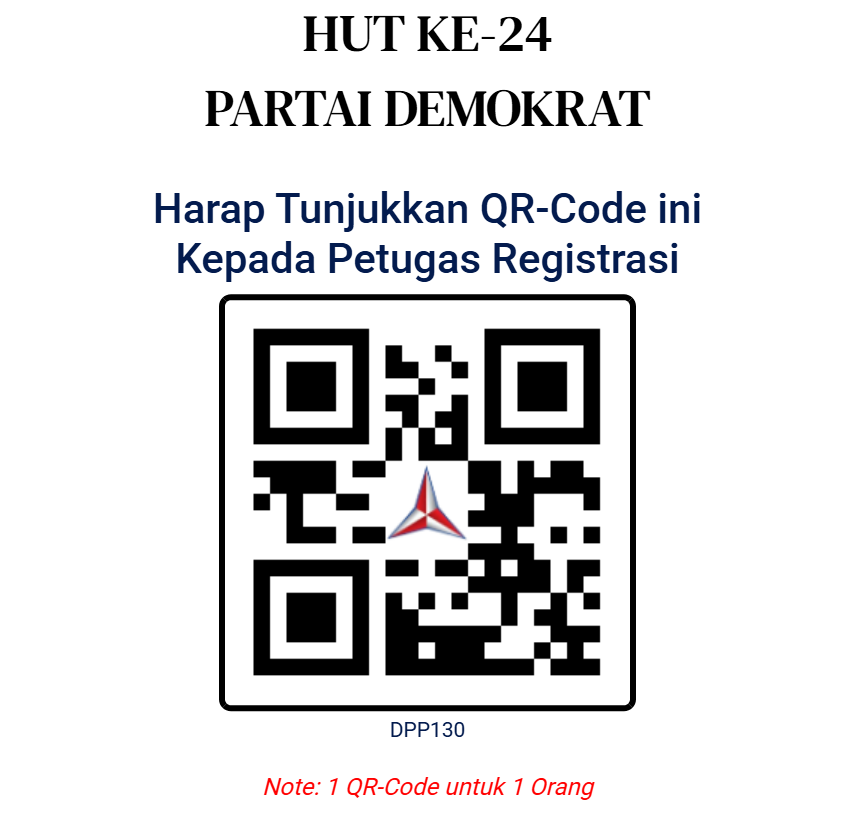 HUT KE-24
PARTAI DEMOKRAT
Harap Tunjukkan QR-Code ini
Kepada Petugas Registrasi
DPP130
Note: 1 QR-Code untuk 1 Orang